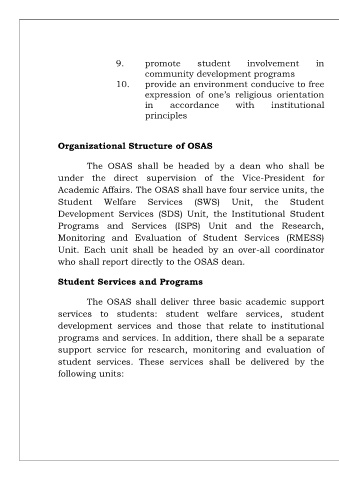 9. promote student involvement in
community development programs
10. provide an environment conducive to free
expression of one's religious orientation
in accordance with institutional
principles
Organizational Structure of OSAS
The OSAS shall be headed by a dean who shall be
under the direct supervision of the Vice-President for
Academic Affairs. The OSAS shall have four service units, the
Student Welfare Services (SWS) Unit, the Student
Development Services (SDS) Unit, the Institutional Student
Programs and Services (ISPS) Unit and the Research,
Monitoring and Evaluation of Student Services (RMESS)
Unit. Each unit shall be headed by an over-all coordinator
who shall report directly to the OSAS dean.
Student Services and Programs
The OSAS shall deliver three basic academic support
services to students: student welfare services, student
development services and those that relate to institutional
programs and services. In addition, there shall be a separate
support service for research, monitoring and evaluation of
student services. These services shall be delivered by the
following units: